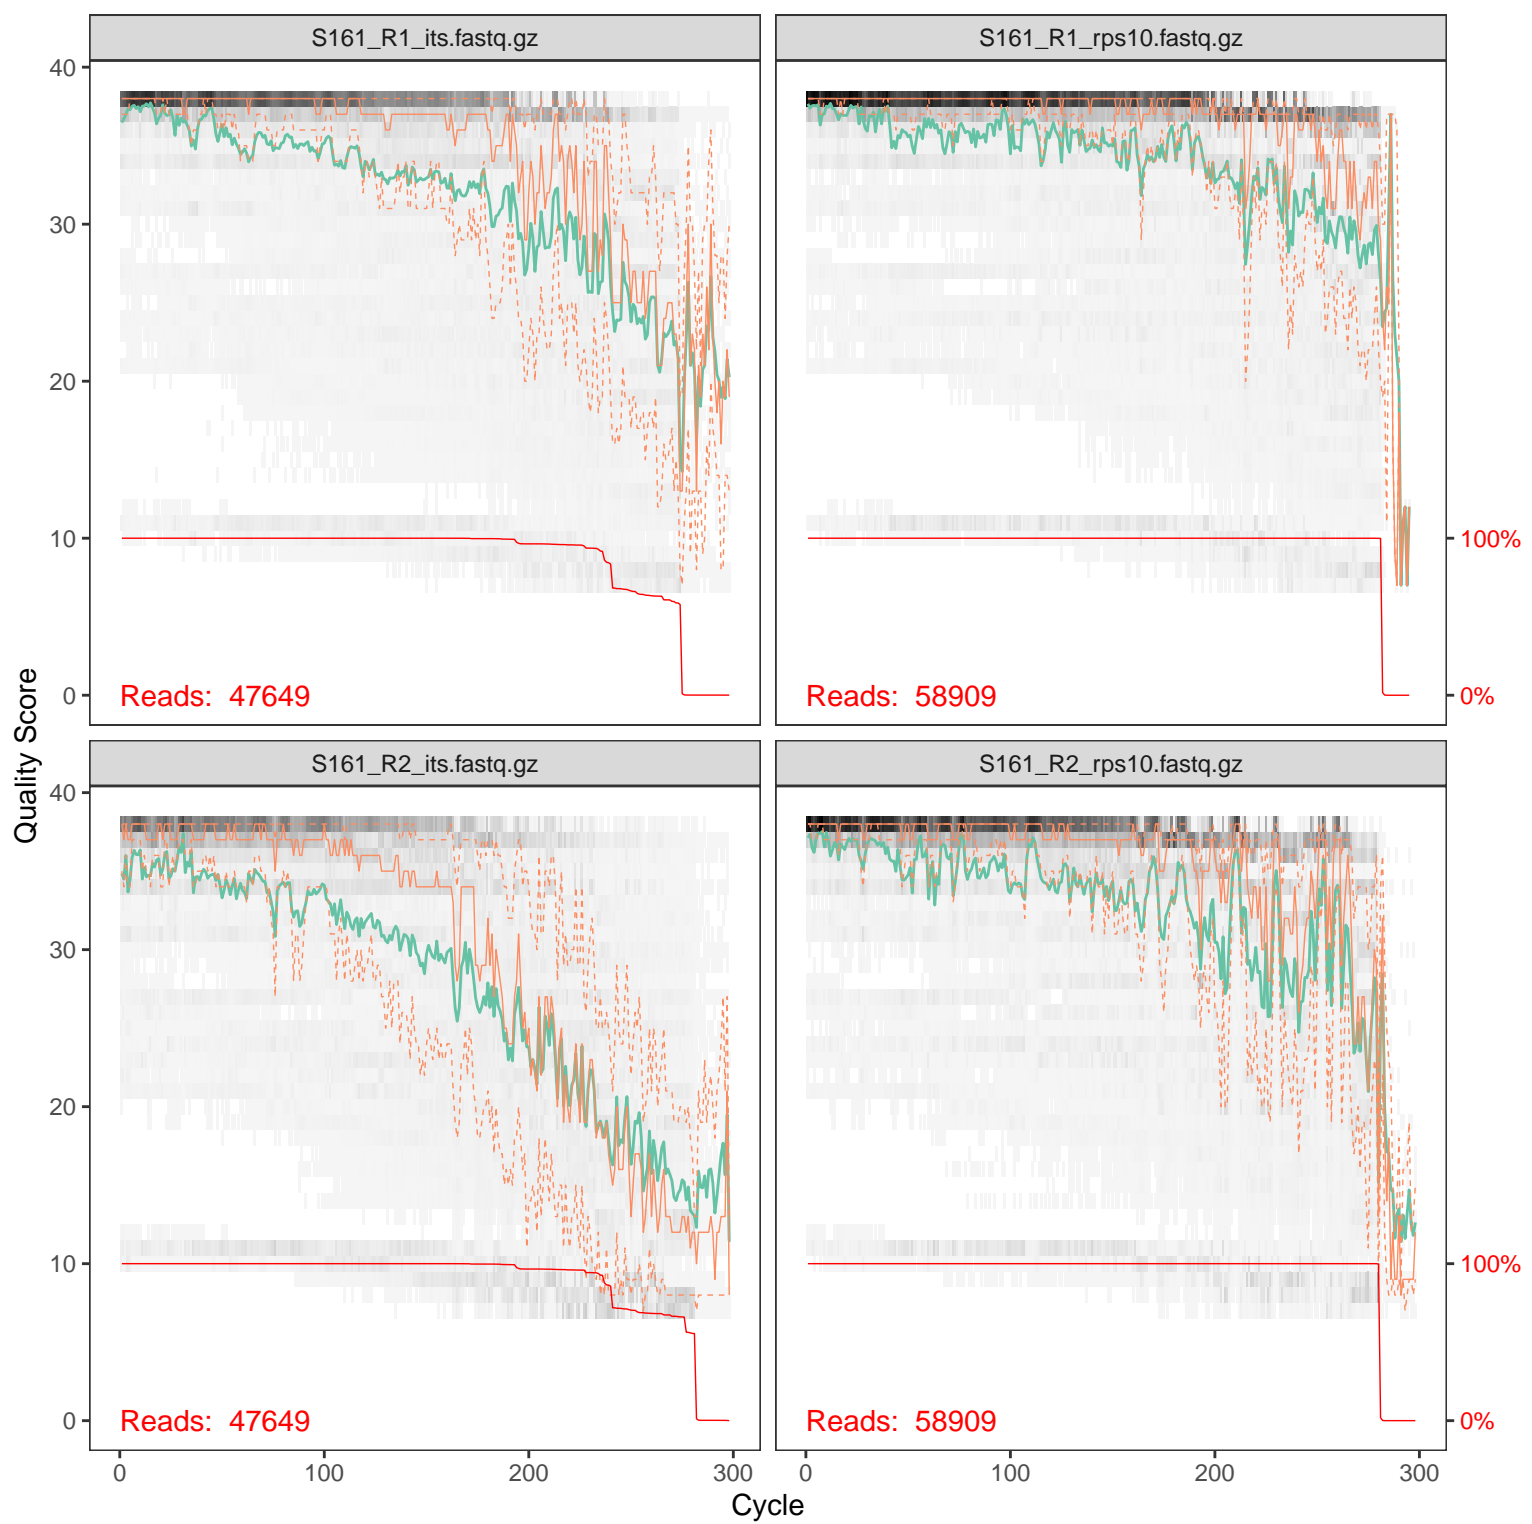 S161_R1_its.fastq.gz
S161_R1_rps10.fastq.gz
40
30
20
10
0
Reads: 47649
Reads: 58909
100%
0%
Quality Score
S161_R2_its.fastq.gz
S161_R2_rps10.fastq.gz
40
30
20
10
0
Reads: 47649
Reads: 58909
100%
0%
0 100 200 300
0 100 200 300
Cycle